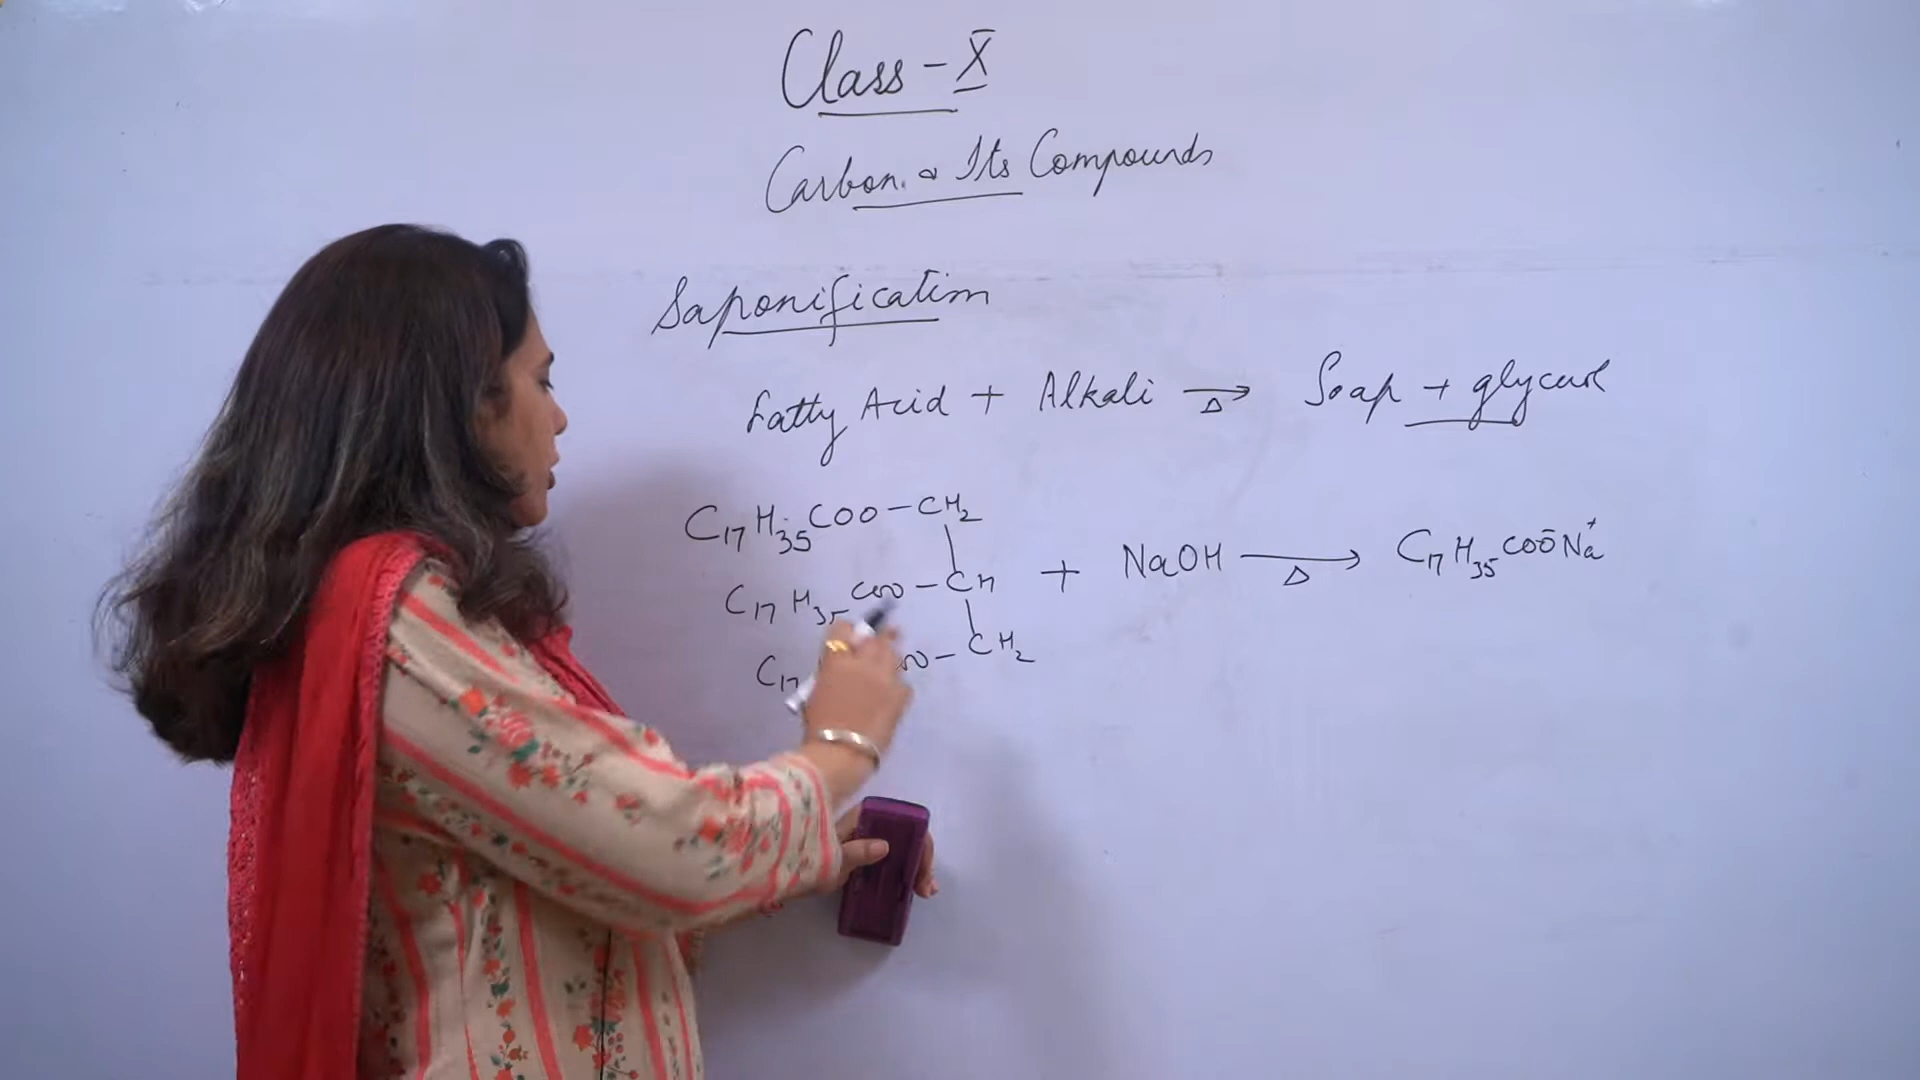 Class - X
Carbon & Its Compounds
Saponification
Fatty Acid + Alkali →Δ Soap + glycerol
C₁₇H₃₅COO – CH₂
C₁₇H₃₅COO – CH + NaOH →Δ C₁₇H₃₅COO⁻Na⁺
C₁₇ – CH₂